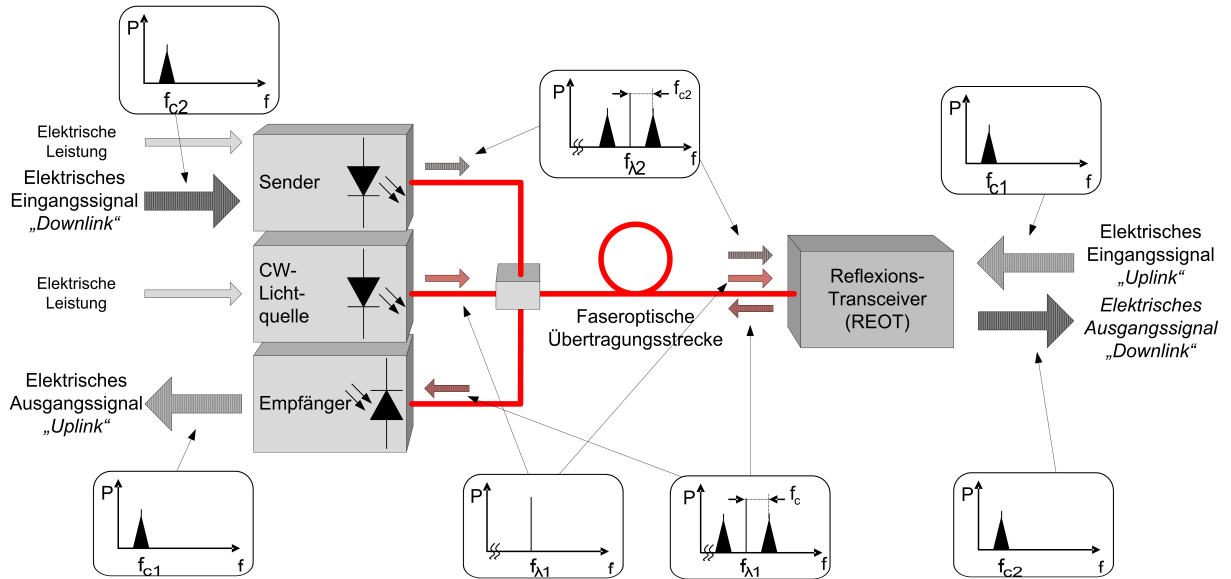 P
f
fc2
Elektrische
Leistung
Elektrisches
Eingangssignal
„Downlink“
Sender
P
fc2
fλ2
f
P
fc1
f
Elektrische
Leistung
CW-
Licht-
quelle
Faseroptische
Übertragungsstrecke
Reflexions-
Transceiver
(REOT)
Elektrisches
Eingangssignal
„Uplink“
Elektrisches
Ausgangssignal
„Downlink“
Elektrisches
Ausgangssignal
„Uplink“
Empfänger
P
fc1
f
P
fλ1
f
P
fc
fλ1
f
P
fc2
f